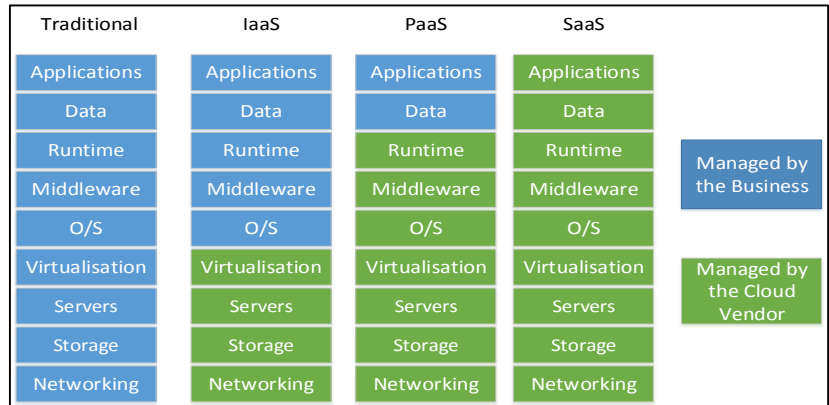 Traditional IaaS PaaS SaaS
Applications Applications Applications Applications
Data Data Data Data
Runtime Runtime Runtime Runtime
Middleware Middleware Middleware Middleware
O/S O/S O/S O/S
Virtualisation Virtualisation Virtualisation Virtualisation
Servers Servers Servers Servers
Storage Storage Storage Storage
Networking Networking Networking Networking
Managed by
the Business
Managed by
the Cloud
Vendor